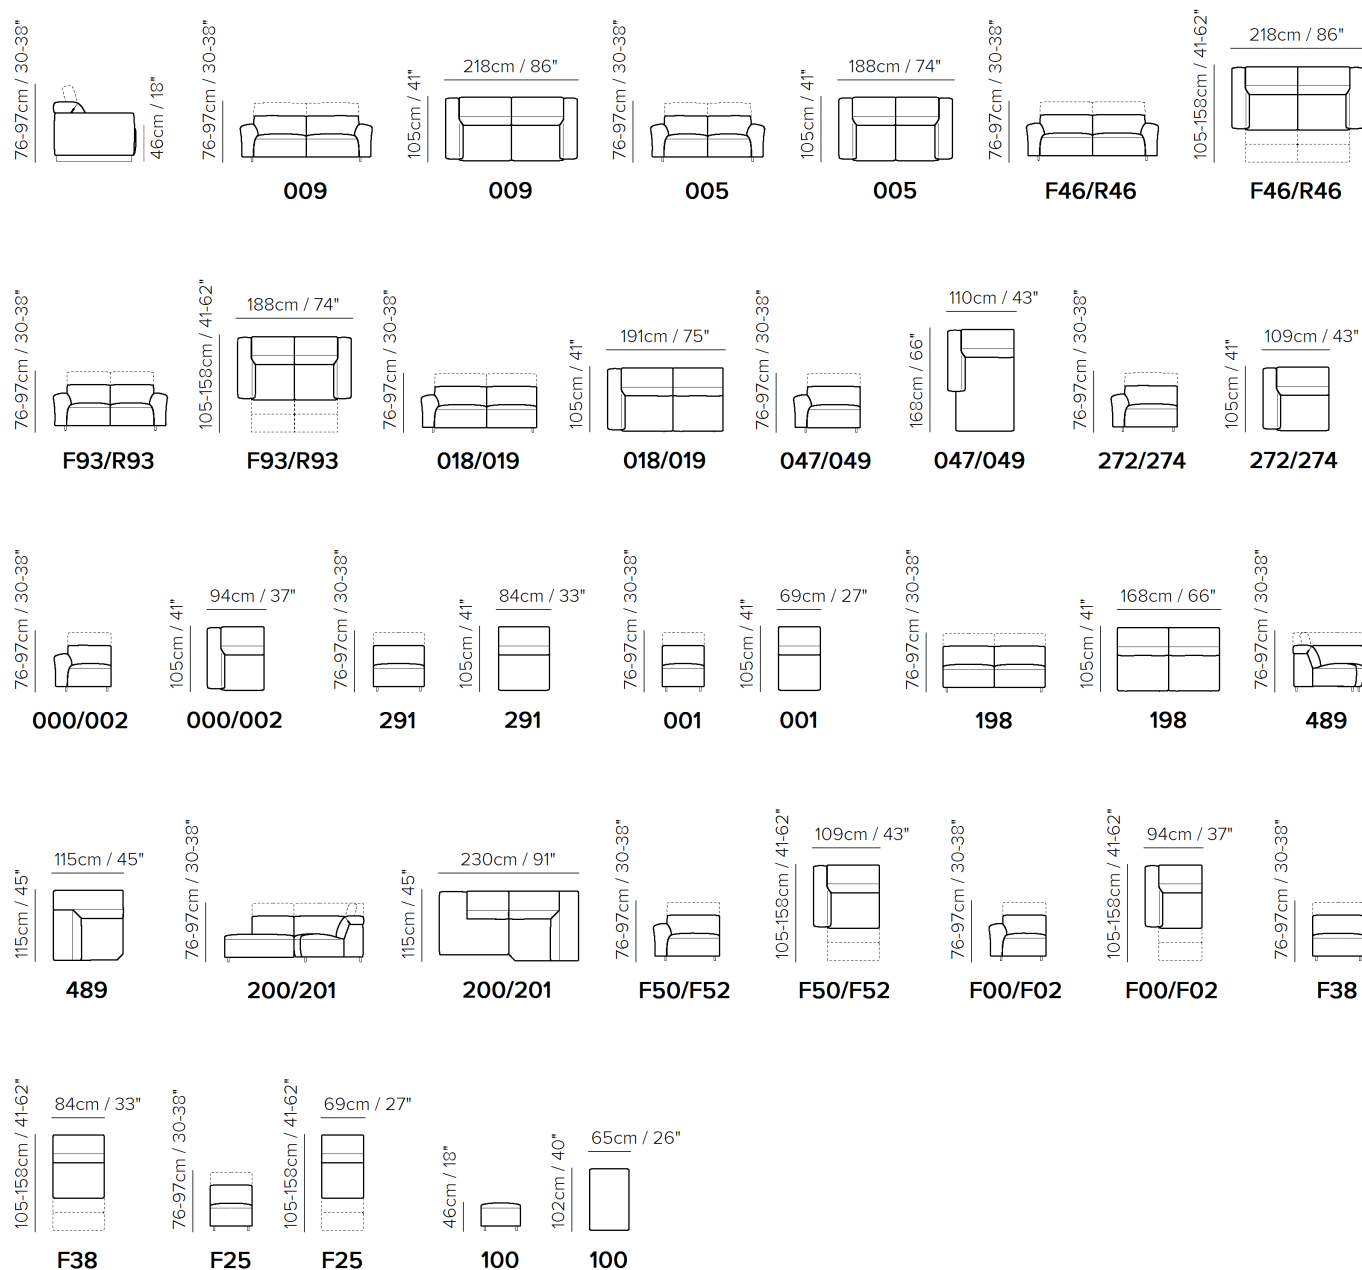 76-97cm / 30-38"
46cm / 18"
76-97cm / 30-38"
009
105cm / 41"
218cm / 86"
009
76-97cm / 30-38"
005
105cm / 41"
188cm / 74"
005
76-97cm / 30-38"
F46/R46
105-158cm / 41-62"
218cm / 86"
F46/R46
76-97cm / 30-38"
F93/R93
105-158cm / 41-62"
188cm / 74"
F93/R93
76-97cm / 30-38"
018/019
105cm / 41"
191cm / 75"
018/019
76-97cm / 30-38"
047/049
168cm / 66"
110cm / 43"
047/049
76-97cm / 30-38"
272/274
105cm / 41"
109cm / 43"
272/274
76-97cm / 30-38"
000/002
105cm / 41"
94cm / 37"
000/002
76-97cm / 30-38"
291
105cm / 41"
84cm / 33"
291
76-97cm / 30-38"
001
105cm / 41"
69cm / 27"
001
76-97cm / 30-38"
198
105cm / 41"
168cm / 66"
198
76-97cm / 30-38"
489
115cm / 45"
115cm / 45"
489
76-97cm / 30-38"
200/201
115cm / 45"
230cm / 91"
200/201
76-97cm / 30-38"
F50/F52
105-158cm / 41-62"
109cm / 43"
F50/F52
76-97cm / 30-38"
F00/F02
105-158cm / 41-62"
94cm / 37"
F00/F02
76-97cm / 30-38"
F38
105-158cm / 41-62"
84cm / 33"
F38
76-97cm / 30-38"
F25
105-158cm / 41-62"
69cm / 27"
F25
46cm / 18"
100
102cm / 40"
65cm / 26"
100